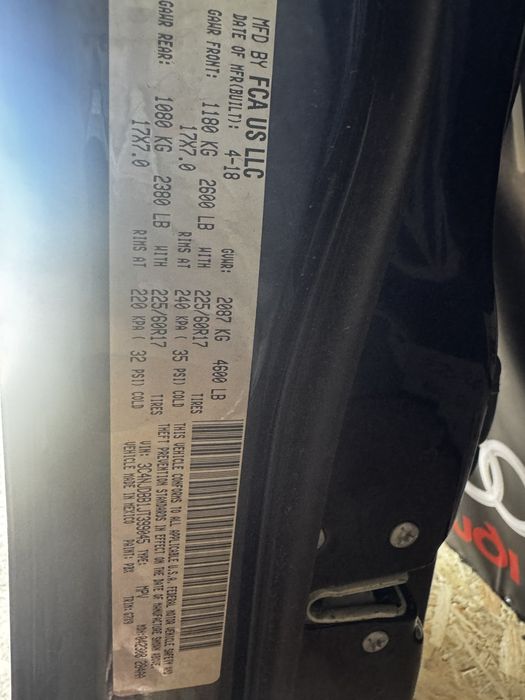 MFD BY FCA US LLC
DATE OF MFR(BUILT): 4-18 GVWR: 2087 KG 4600 LB
GAWR FRONT: 1180 KG 2600 LB WITH 225/60R17 TIRES
17X7.0 RIMS AT 240 KPA ( 35 PSI) COLD
GAWR REAR: 1080 KG 2380 LB WITH 225/60R17 TIRES
17X7.0 RIMS AT 220 KPA ( 32 PSI) COLD
THIS VEHICLE CONFORMS TO ALL APPLICABLE U.S.A. FEDERAL MOTOR VEHICLE SAFETY AND
THEFT PREVENTION STANDARDS IN EFFECT ON THE DATE OF MANUFACTURE SHOWN ABOVE.
VIN: TYPE: MPV
VEHICLE MADE IN MEXICO PAINT: TRIM: